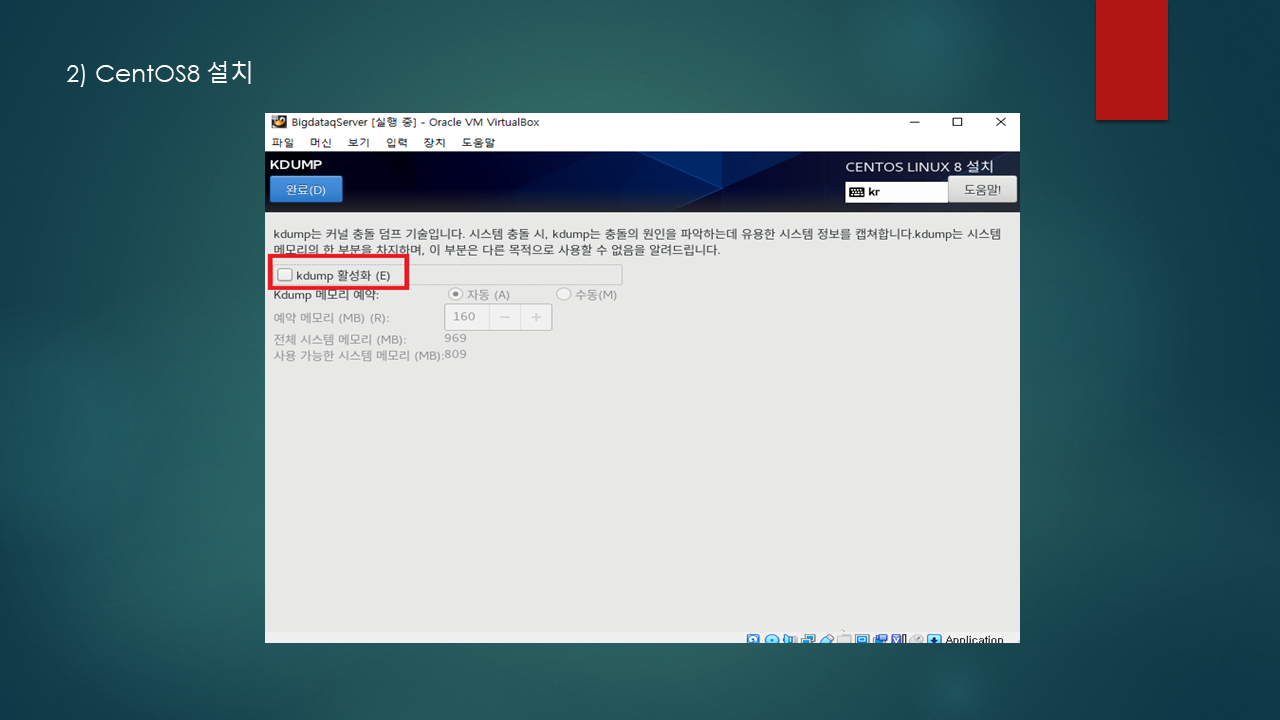 2) CentOS8 설치
BigdataqServer [실행 중] - Oracle VM VirtualBox
파일 머신 보기 입력 장치 도움말
KDUMP
CENTOS LINUX 8 설치
완료(D)
kr
도움말!
kdump는 커널 충돌 덤프 기술입니다. 시스템 충돌 시, kdump는 충돌의 원인을 파악하는데 유용한 시스템 정보를 캡쳐합니다.kdump는 시스템
메모리의 한 부분을 차지하며, 이 부분은 다른 목적으로 사용할 수 없음을 알려드립니다.
kdump 활성화 (E)
Kdump 메모리 예약: 자동 (A) 수동(M)
예약 메모리 (MB) (R): 160 − +
전체 시스템 메모리 (MB): 969
사용 가능한 시스템 메모리 (MB):809
Application